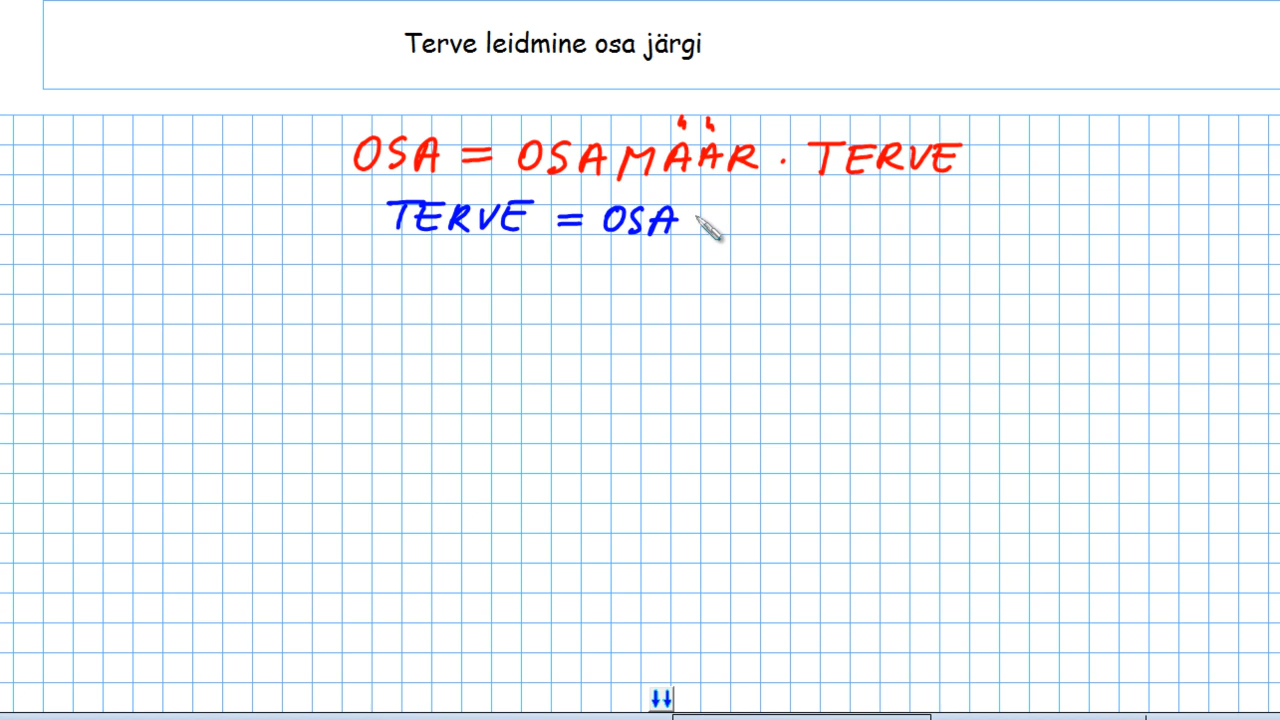 Terve leidmine osa järgi
OSA = OSAMÄÄR · TERVE
TERVE = OSA